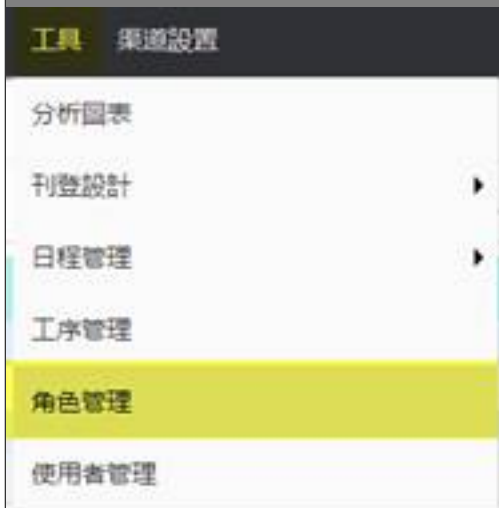 工具 渠道設置
分析圖表
刊登設計
日程管理
工序管理
角色管理
使用者管理